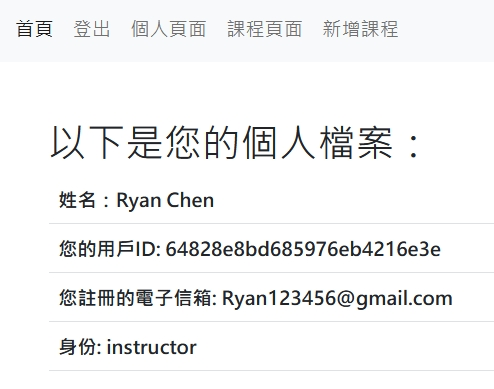 首頁 登出 個人頁面 課程頁面 新增課程
以下是您的個人檔案：
姓名：Ryan Chen
您的用戶ID: 64828e8bd685976eb4216e3e
您註冊的電子信箱: Ryan123456@gmail.com
身份: instructor